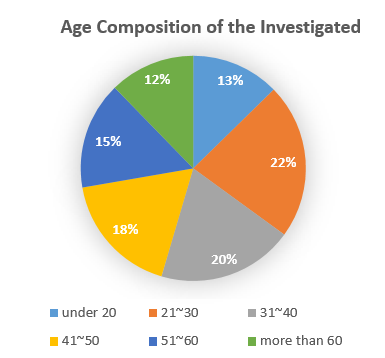 Age Composition of the Investigated
12%
13%
15%
22%
18%
20%
under 20 21~30 31~40
41~50 51~60 more than 60